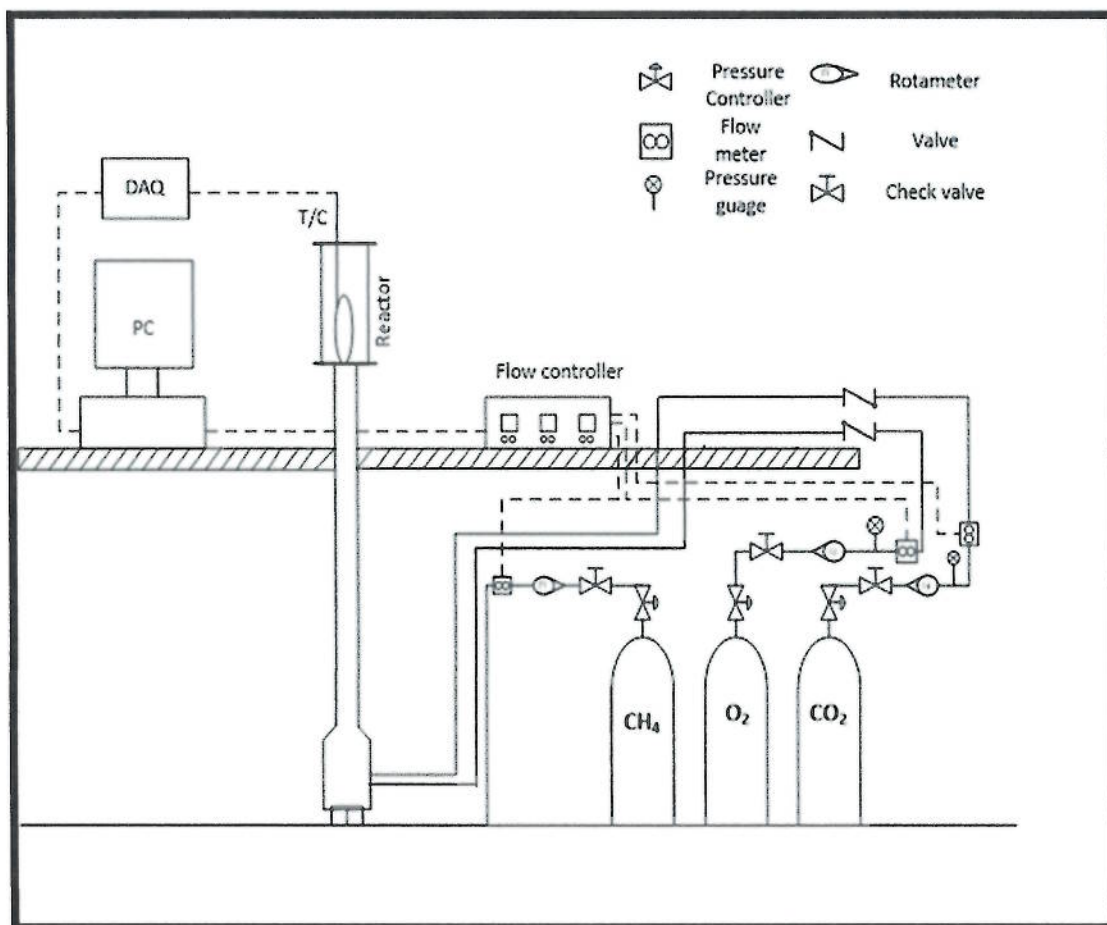 Pressure
Controller
Rotameter
Flow
meter
Valve
Pressure
guage
Check valve
DAQ
T/C
Reactor
PC
Flow controller
CH₄
O₂
CO₂